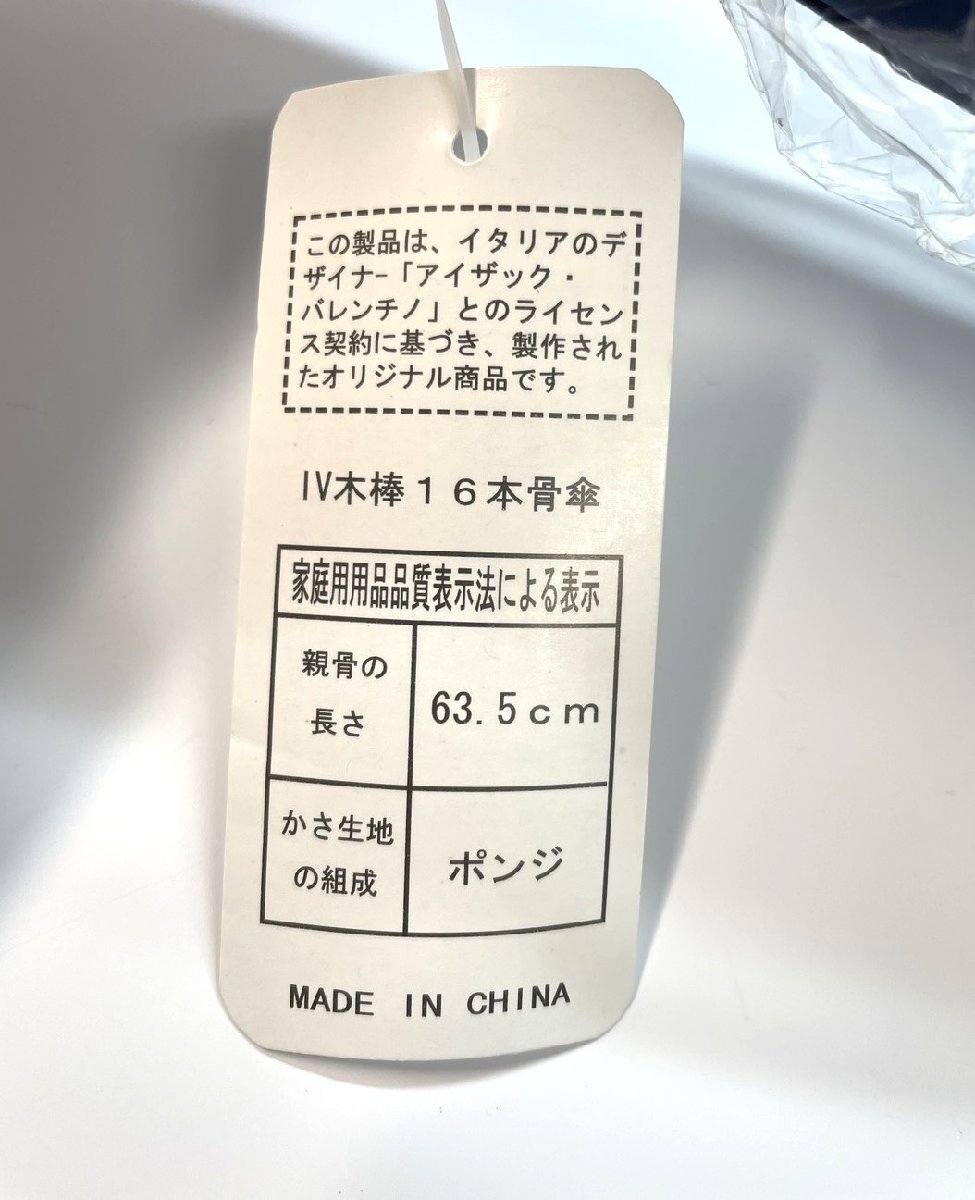 この製品は、イタリアのデ
ザイナー「アイザック・
バレンチノ」とのライセン
ス契約に基づき、製作され
たオリジナル商品です。
IV木棒１６本骨傘
家庭用用品品質表示法による表示
親骨の
長さ
63.5ｃｍ
かさ生地
の組成
ポンジ
MADE IN CHINA